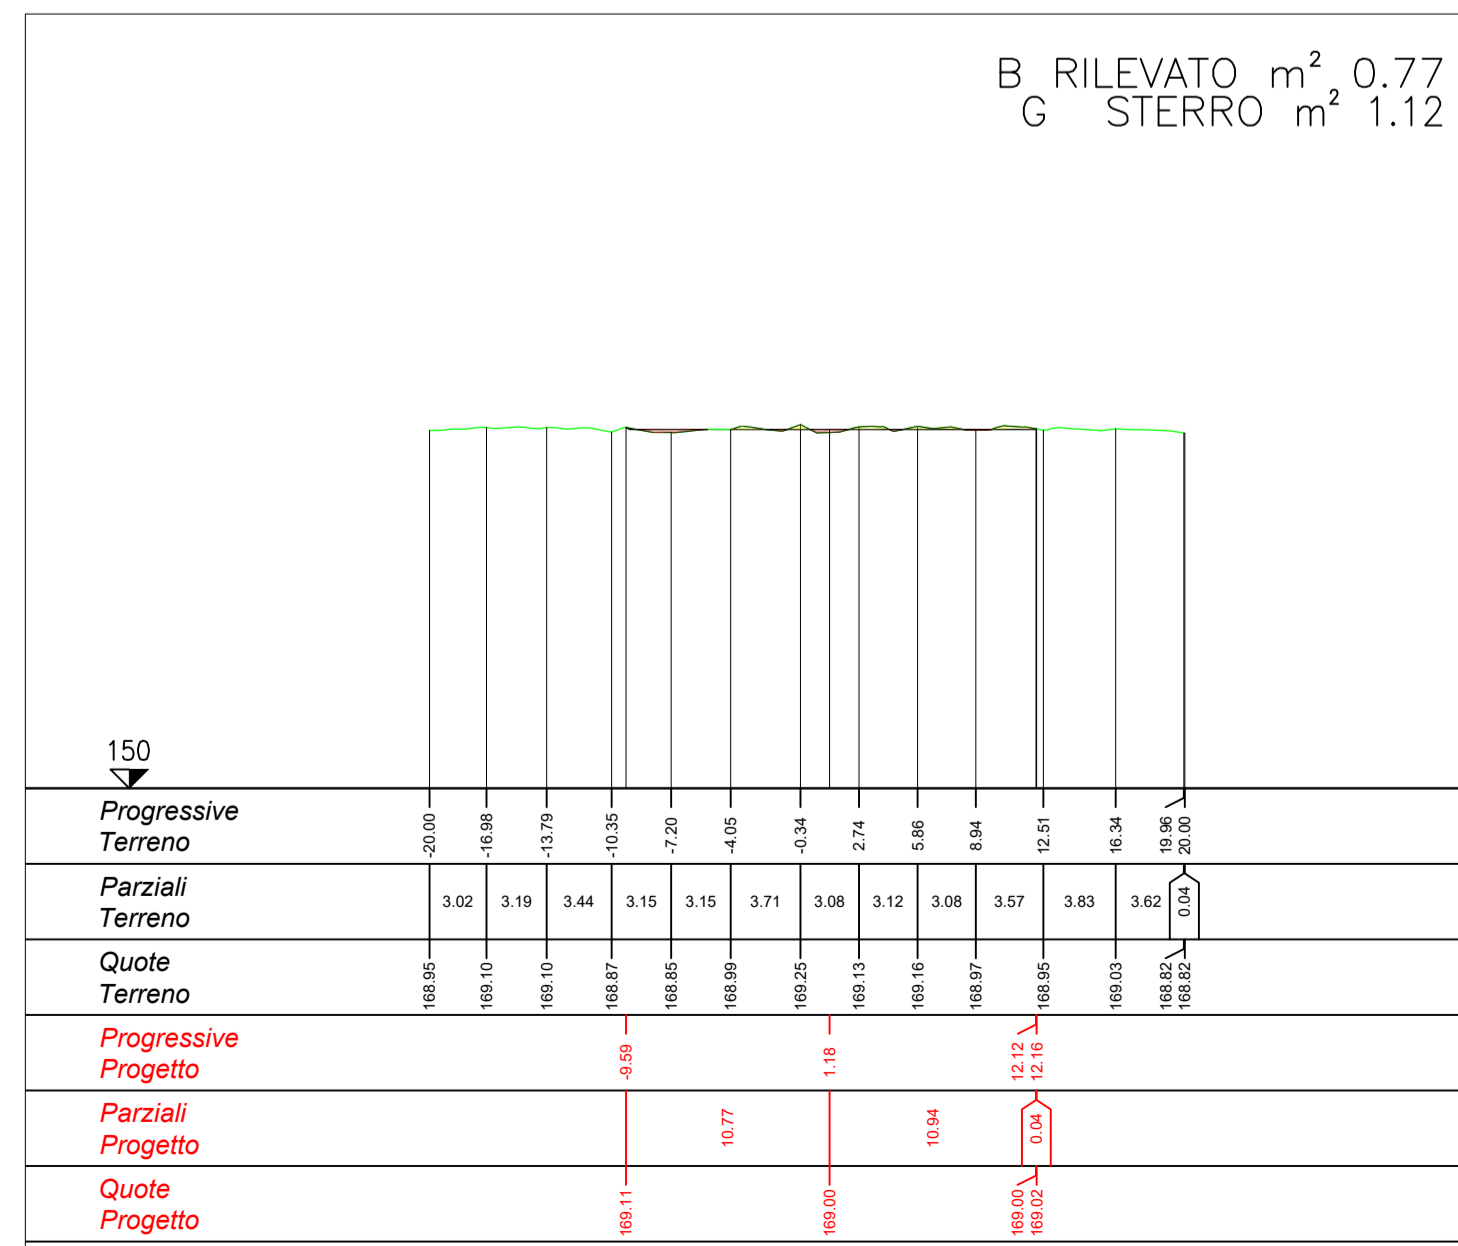 B RILEVATO m² 0.77
G STERRO m² 1.12
150
Progressive
Terreno
-20.00 -16.98 -13.79 -10.35 -7.20 -4.05 -0.34 2.74 5.86 8.94 12.51 16.34 19.96 20.00
Parziali
Terreno
3.02 3.19 3.44 3.15 3.15 3.71 3.08 3.12 3.08 3.57 3.83 3.62 0.04
Quote
Terreno
168.95 169.10 169.10 168.87 168.85 168.99 169.25 169.13 169.16 168.97 168.95 169.03 168.82 168.82
Progressive
Progetto
-9.59 1.18 12.12 12.16
Parziali
Progetto
10.77 10.94 0.04
Quote
Progetto
169.11 169.00 169.00 169.02